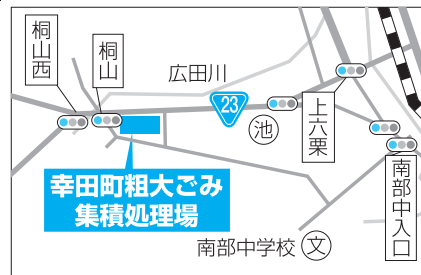 桐山西
桐山
広田川
23
池
上六栗
幸田町粗大ごみ
集積処理場
南部中入口
南部中学校
文